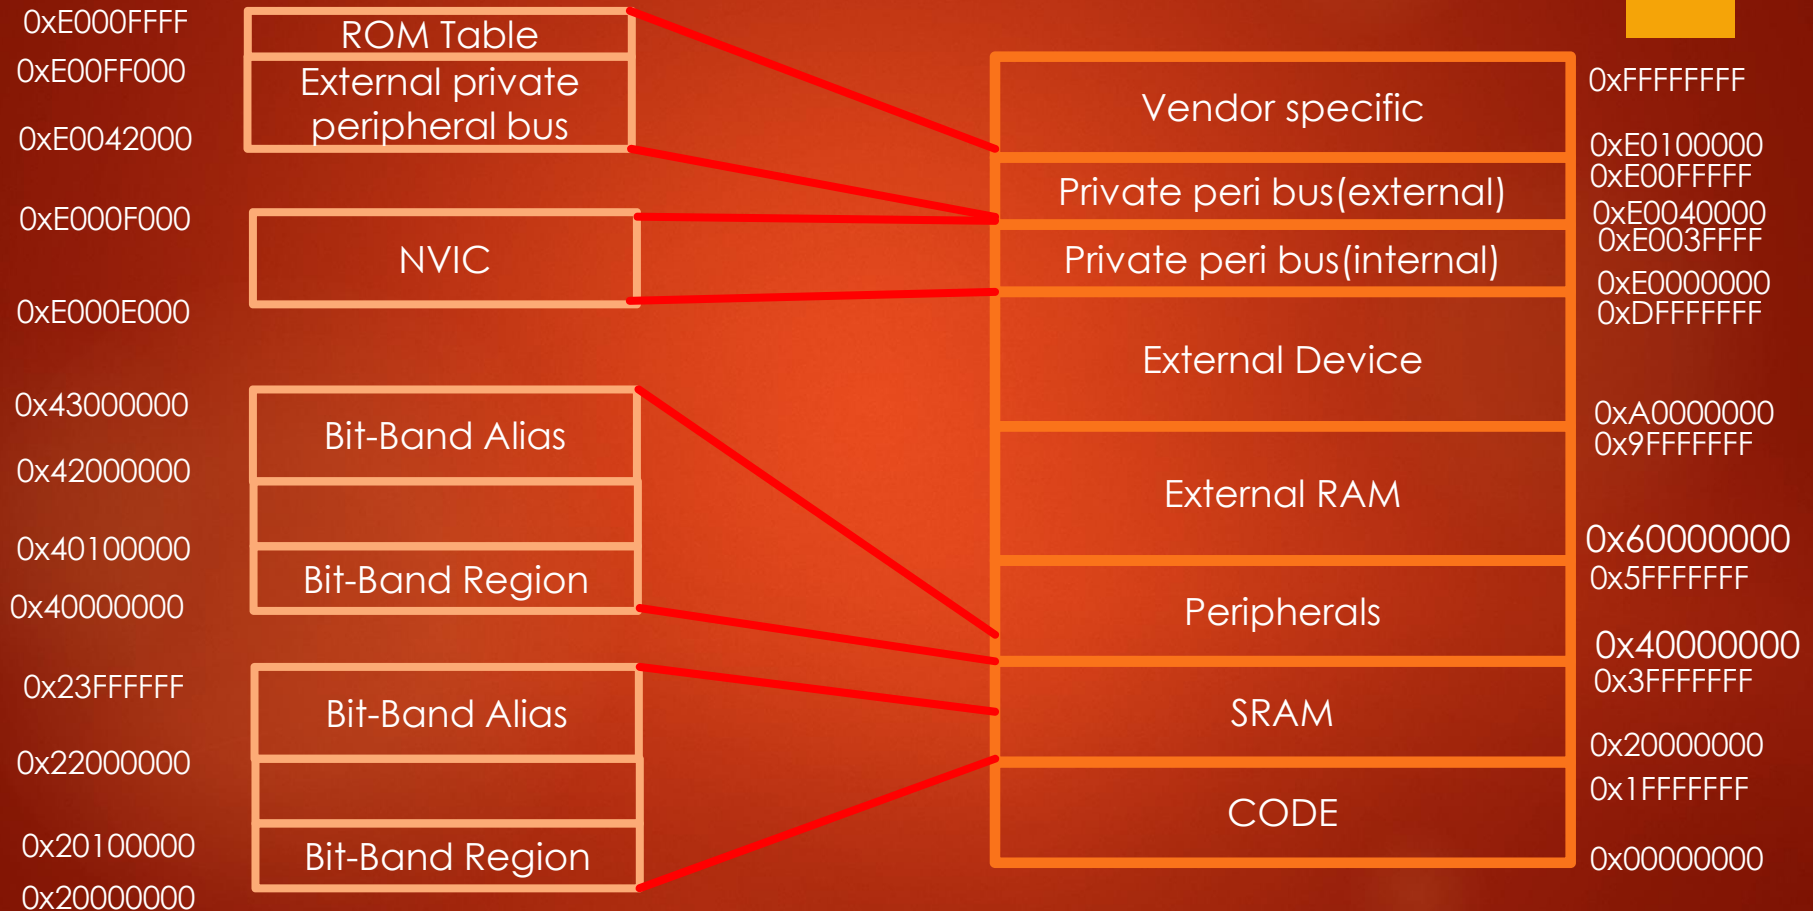 0xE000FFFF
ROM Table
0xE00FF000
External private
peripheral bus
0xE0042000
0xE000F000
NVIC
0xE000E000
0x43000000
Bit-Band Alias
0x42000000
0x40100000
Bit-Band Region
0x40000000
0x23FFFFFF
Bit-Band Alias
0x22000000
0x20100000
Bit-Band Region
0x20000000
Vendor specific
0xFFFFFFFF
0xE0100000
Private peri bus(external)
0xE00FFFFF
0xE0040000
Private peri bus(internal)
0xE003FFFF
0xE0000000
External Device
0xDFFFFFFF
0xA0000000
External RAM
0x9FFFFFFF
0x60000000
Peripherals
0x5FFFFFFF
0x40000000
SRAM
0x3FFFFFFF
0x20000000
CODE
0x1FFFFFFF
0x00000000